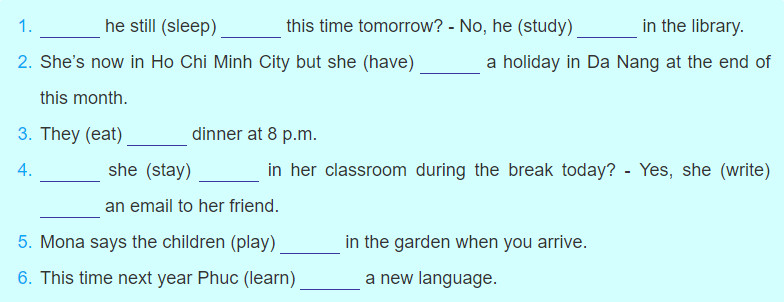 1. ______ he still (sleep) ______ this time tomorrow? - No, he (study) ______ in the library.
2. She's now in Ho Chi Minh City but she (have) ______ a holiday in Da Nang at the end of
this month.
3. They (eat) ______ dinner at 8 p.m.
4. ______ she (stay) ______ in her classroom during the break today? - Yes, she (write)
______ an email to her friend.
5. Mona says the children (play) ______ in the garden when you arrive.
6. This time next year Phuc (learn) ______ a new language.